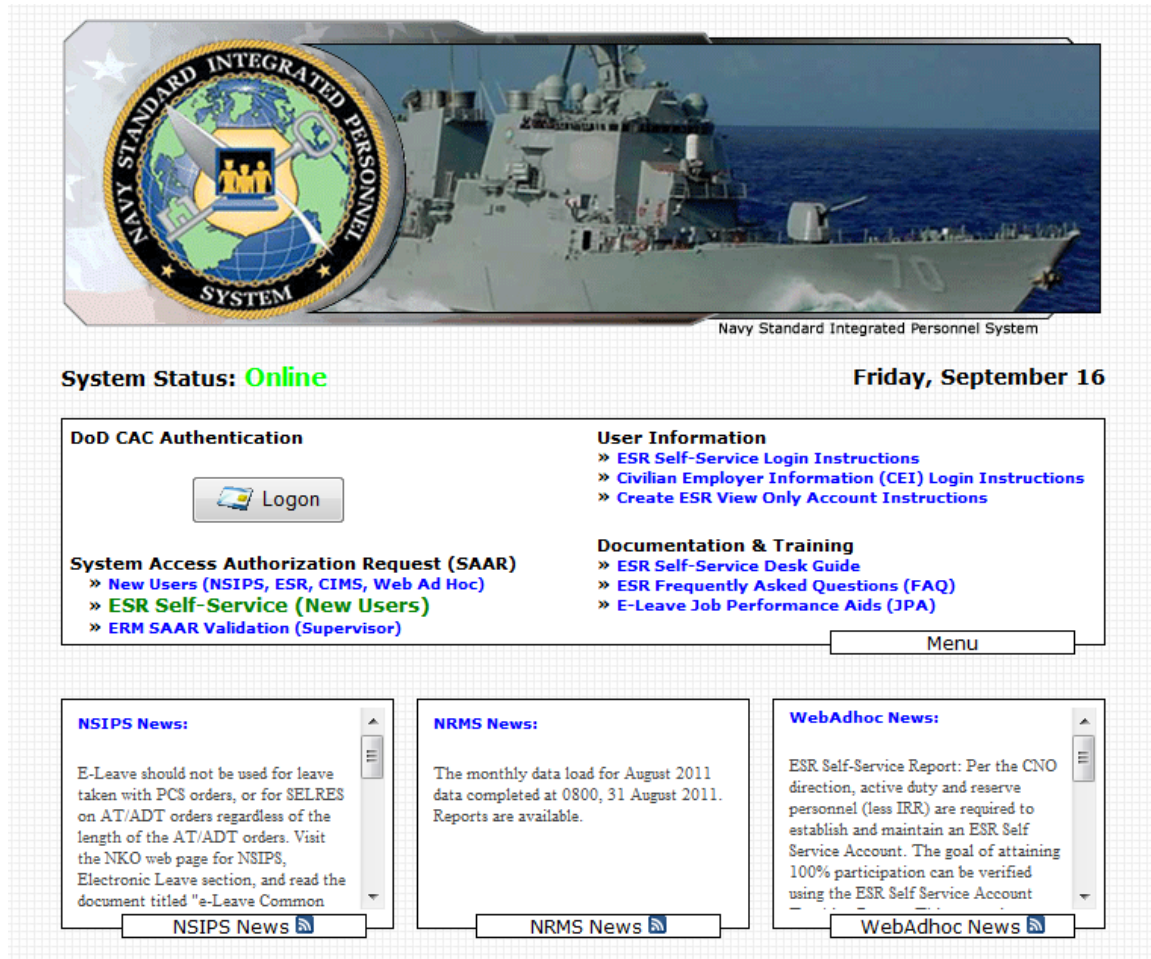 NAVY STANDARD INTEGRATED PERSONNEL SYSTEM
70
Navy Standard Integrated Personnel System
System Status: Online
Friday, September 16
DoD CAC Authentication
Logon
System Access Authorization Request (SAAR)
» New Users (NSIPS, ESR, CIMS, Web Ad Hoc)
» ESR Self-Service (New Users)
» ERM SAAR Validation (Supervisor)
User Information
» ESR Self-Service Login Instructions
» Civilian Employer Information (CEI) Login Instructions
» Create ESR View Only Account Instructions
Documentation & Training
» ESR Self-Service Desk Guide
» ESR Frequently Asked Questions (FAQ)
» E-Leave Job Performance Aids (JPA)
Menu
NSIPS News:
E-Leave should not be used for leave
taken with PCS orders, or for SELRES
on AT/ADT orders regardless of the
length of the AT/ADT orders. Visit
the NKO web page for NSIPS,
Electronic Leave section, and read the
document titled "e-Leave Common
NSIPS News
NRMS News:
The monthly data load for August 2011
data completed at 0800, 31 August 2011.
Reports are available.
NRMS News
WebAdhoc News:
ESR Self-Service Report: Per the CNO
direction, active duty and reserve
personnel (less IRR) are required to
establish and maintain an ESR Self
Service Account. The goal of attaining
100% participation can be verified
using the ESR Self Service Account
WebAdhoc News